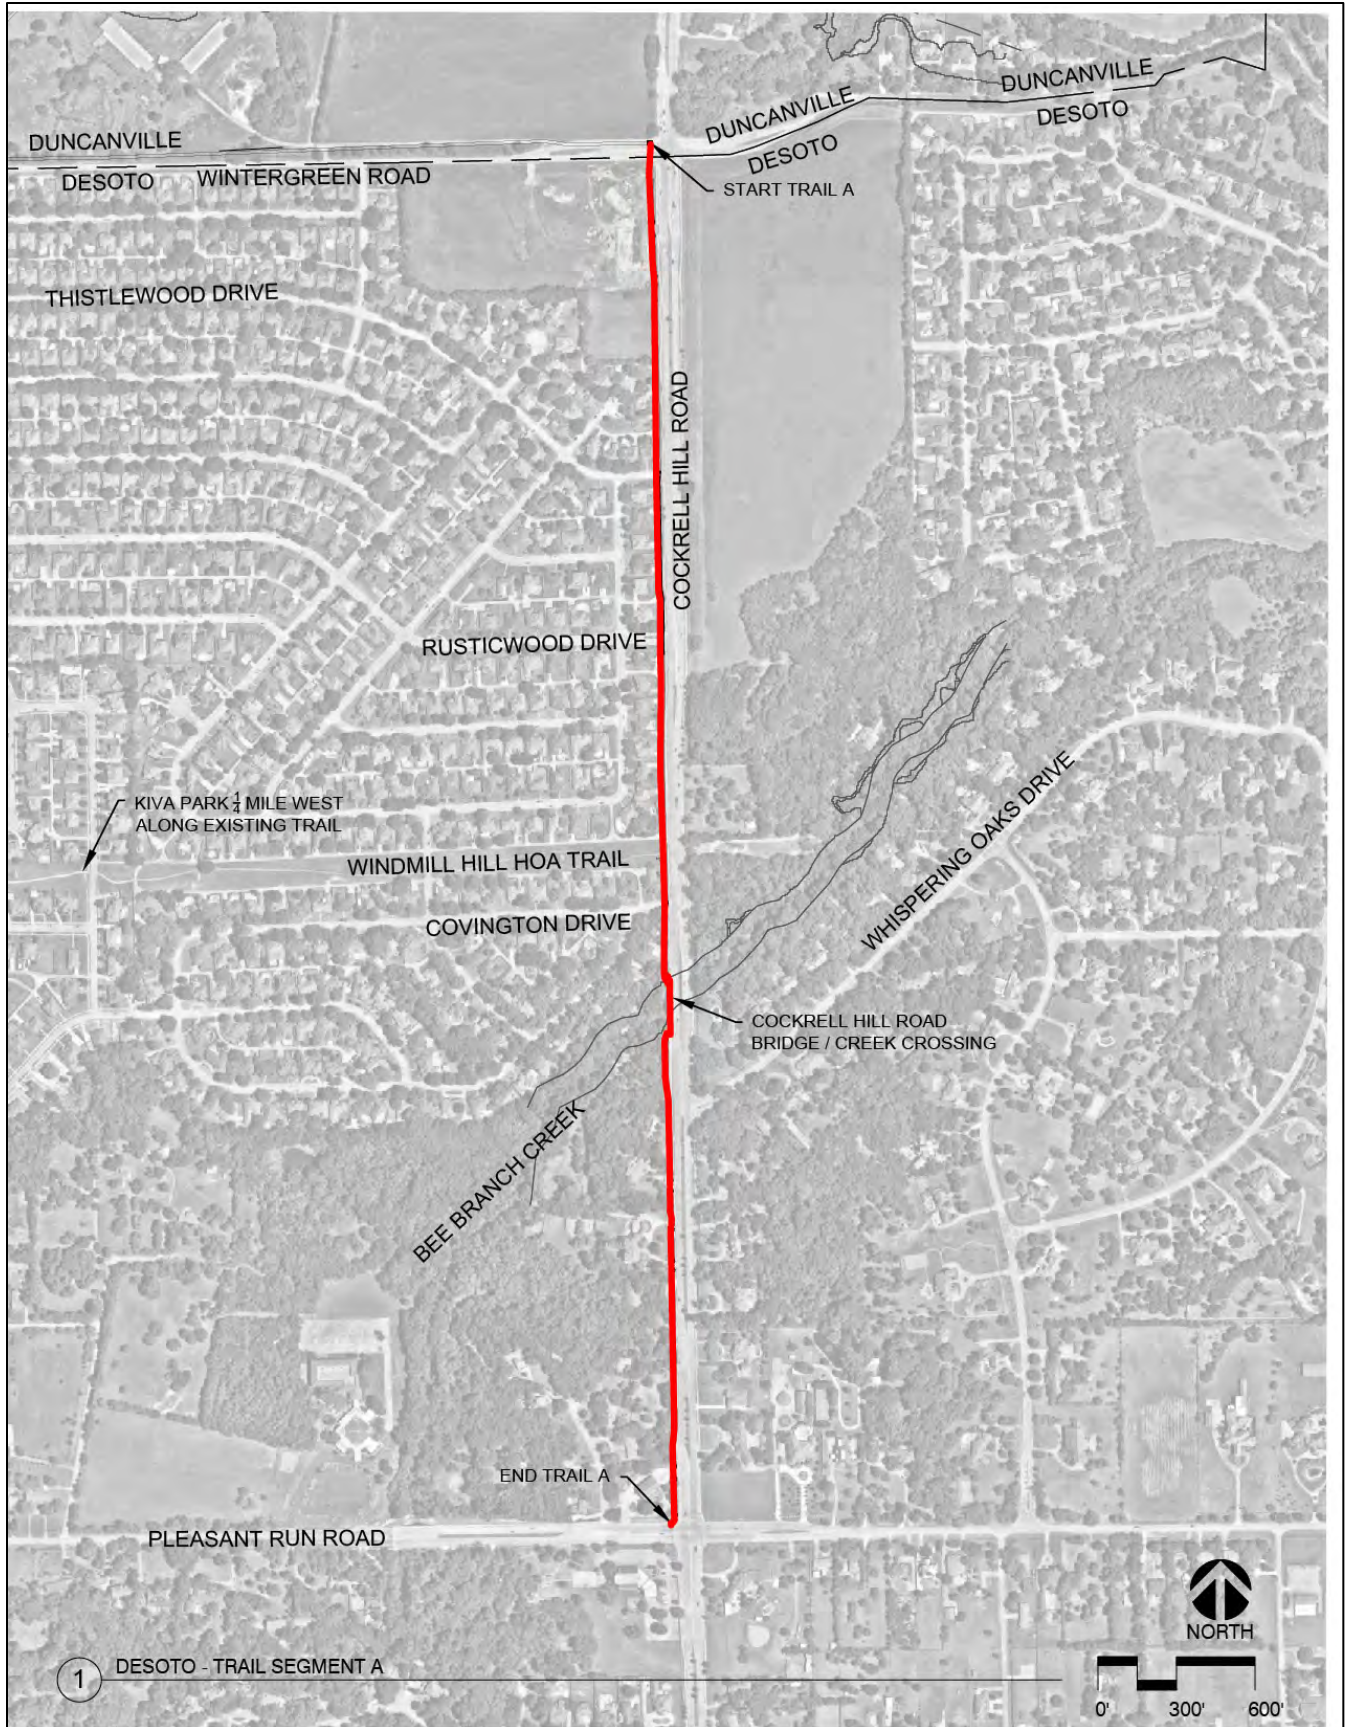 DUNCANVILLE
DESOTO
DUNCANVILLE
DESOTO
DUNCANVILLE
DESOTO
WINTERGREEN ROAD
START TRAIL A
THISTLEWOOD DRIVE
COCKRELL HILL ROAD
RUSTICWOOD DRIVE
KIVA PARK 1/4 MILE WEST
ALONG EXISTING TRAIL
WINDMILL HILL HOA TRAIL
WHISPERING OAKS DRIVE
COVINGTON DRIVE
COCKRELL HILL ROAD
BRIDGE / CREEK CROSSING
BEE BRANCH CREEK
END TRAIL A
PLEASANT RUN ROAD
NORTH
1
DESOTO - TRAIL SEGMENT A
0' 300' 600'